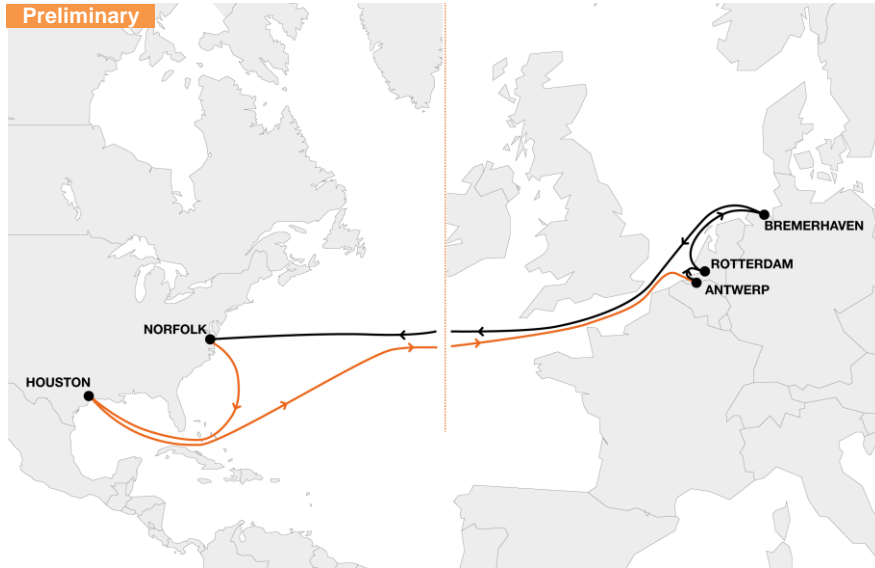 Preliminary
BREMERHAVEN
ROTTERDAM
ANTWERP
NORFOLK
HOUSTON